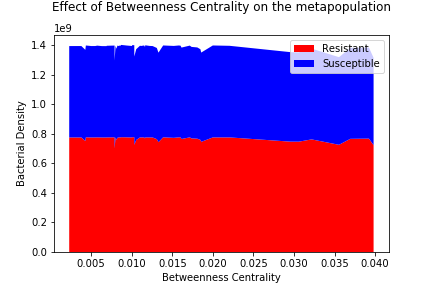 Effect of Betweenness Centrality on the metapopulation
1e9
Resistant
Susceptible
1.4
1.2
1.0
0.8
0.6
0.4
0.2
0.0
Bacterial Density
0.005 0.010 0.015 0.020 0.025 0.030 0.035 0.040
Betweenness Centrality